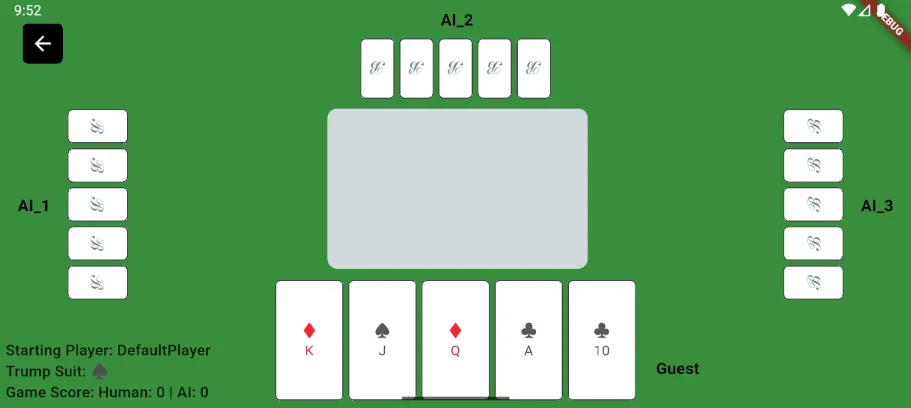 9:52
DEBUG
AI_2
AI_1
AI_3
K
J
Q
A
10
Guest
Starting Player: DefaultPlayer
Trump Suit: ♠
Game Score: Human: 0 | AI: 0